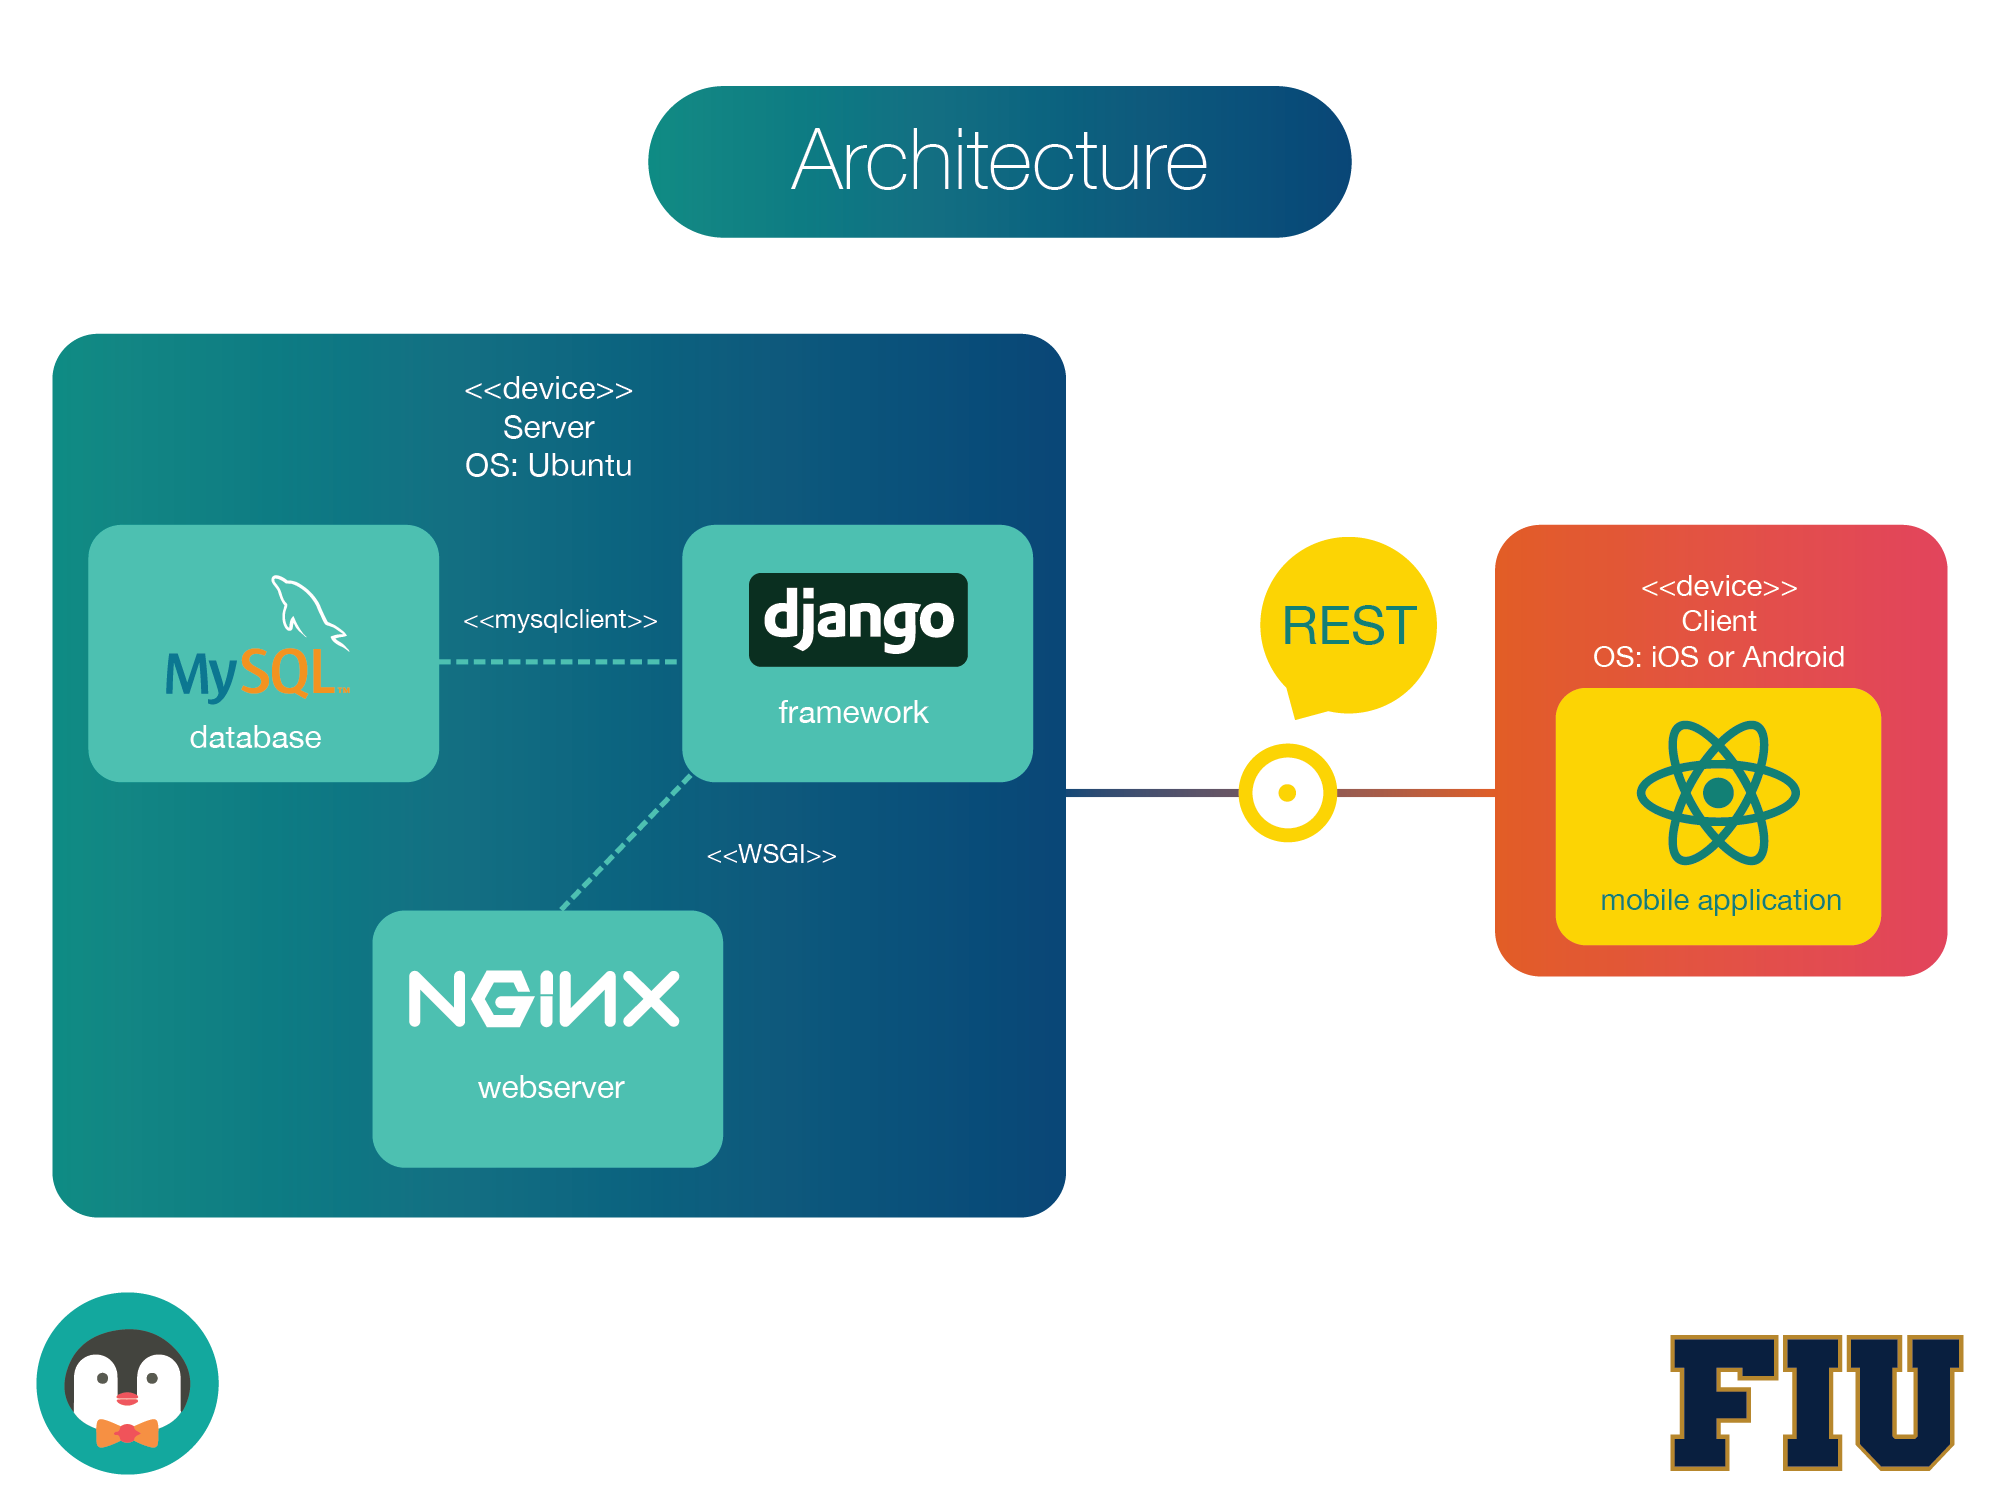 Architecture
<<device>>
Server
OS: Ubuntu
MySQL™
database
<<mysqlclient>>
django
framework
<<WSGI>>
NGINX
webserver
REST
<<device>>
Client
OS: iOS or Android
mobile application
FIU